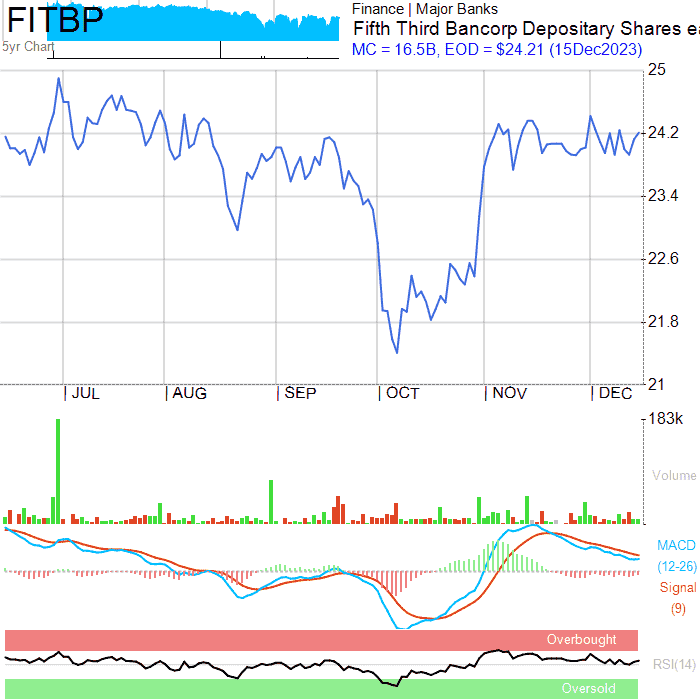 FITBP
5yr Chart
Finance | Major Banks
Fifth Third Bancorp Depositary Shares ea
MC = 16.5B, EOD = $24.21 (15Dec2023)
25
24.2
23.4
22.6
21.8
21
JUL AUG SEP OCT NOV DEC
183k
Volume
MACD
(12-26)
Signal
(9)
Overbought
RSI(14)
Oversold